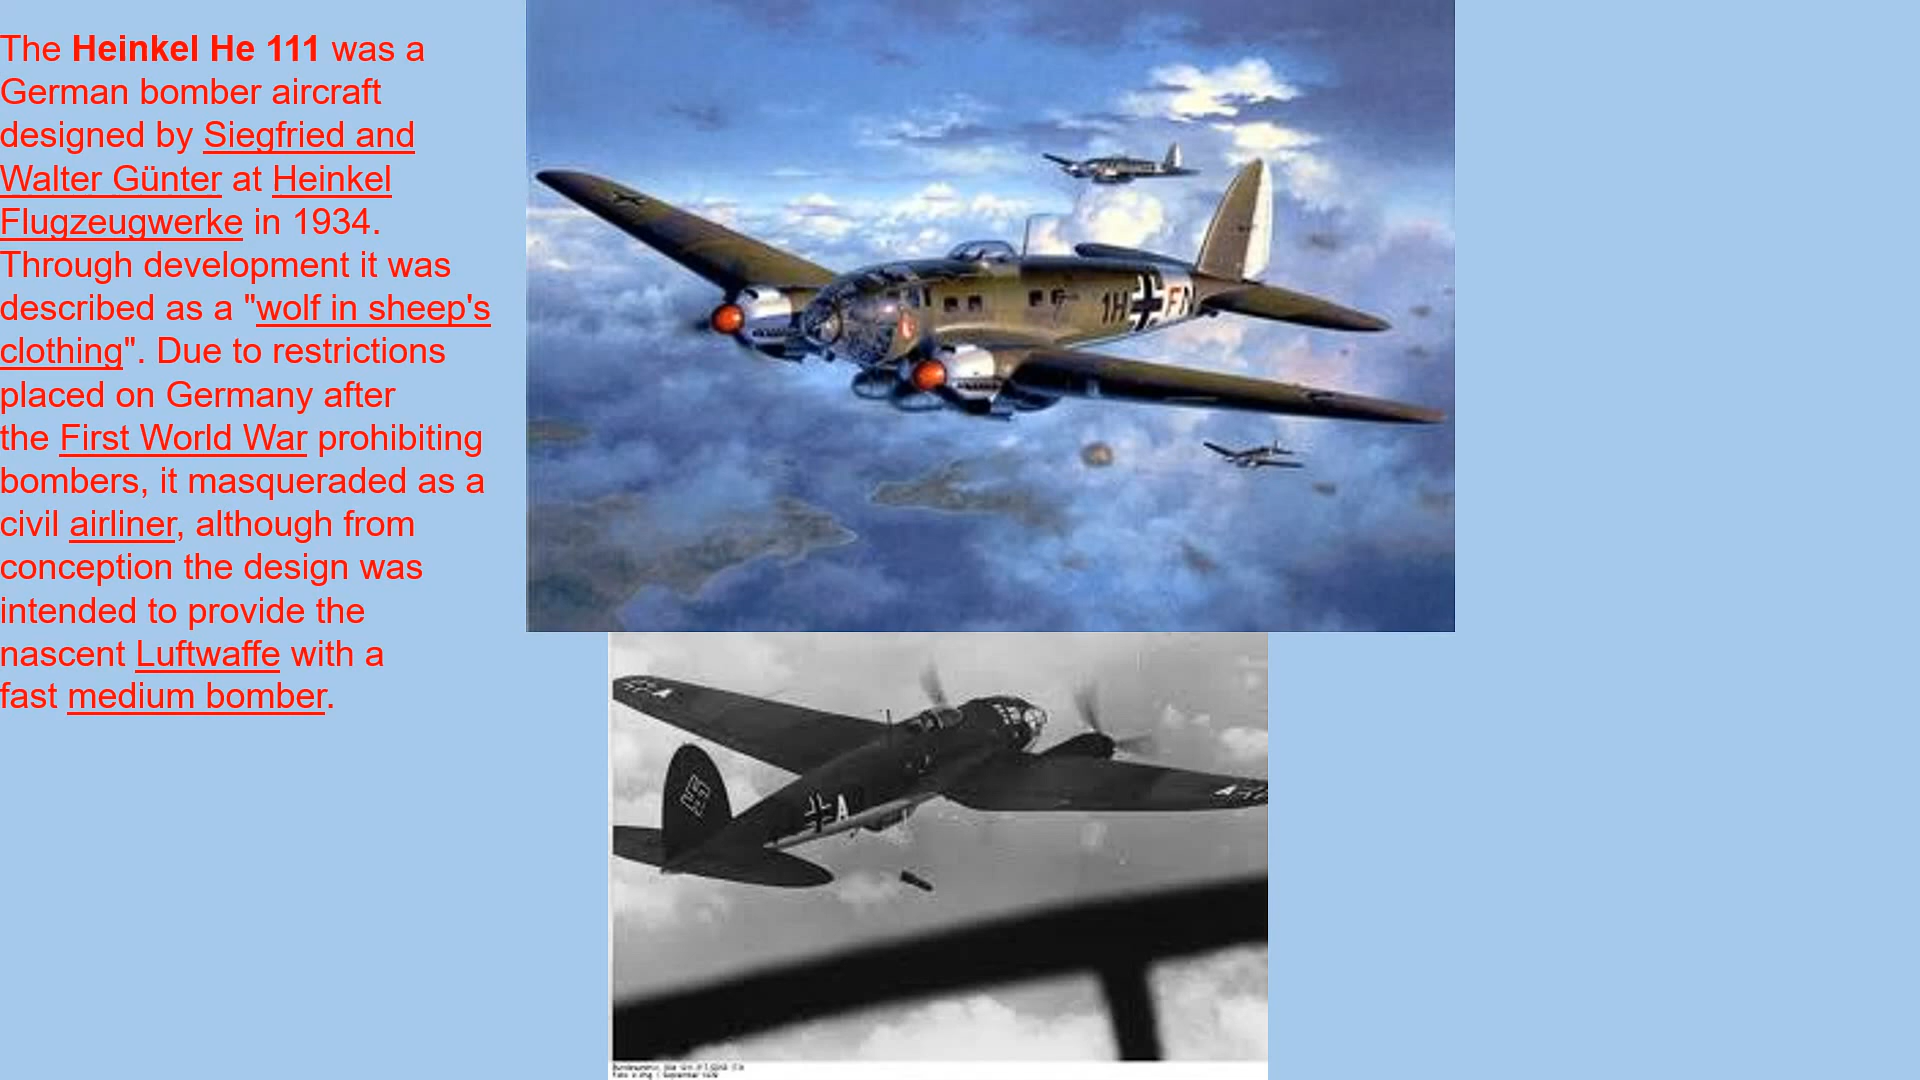 The Heinkel He 111 was a
German bomber aircraft
designed by Siegfried and
Walter Günter at Heinkel
Flugzeugwerke in 1934.
Through development it was
described as a "wolf in sheep's
clothing". Due to restrictions
placed on Germany after
the First World War prohibiting
bombers, it masqueraded as a
civil airliner, although from
conception the design was
intended to provide the
nascent Luftwaffe with a
fast medium bomber.
1H FN
A
A